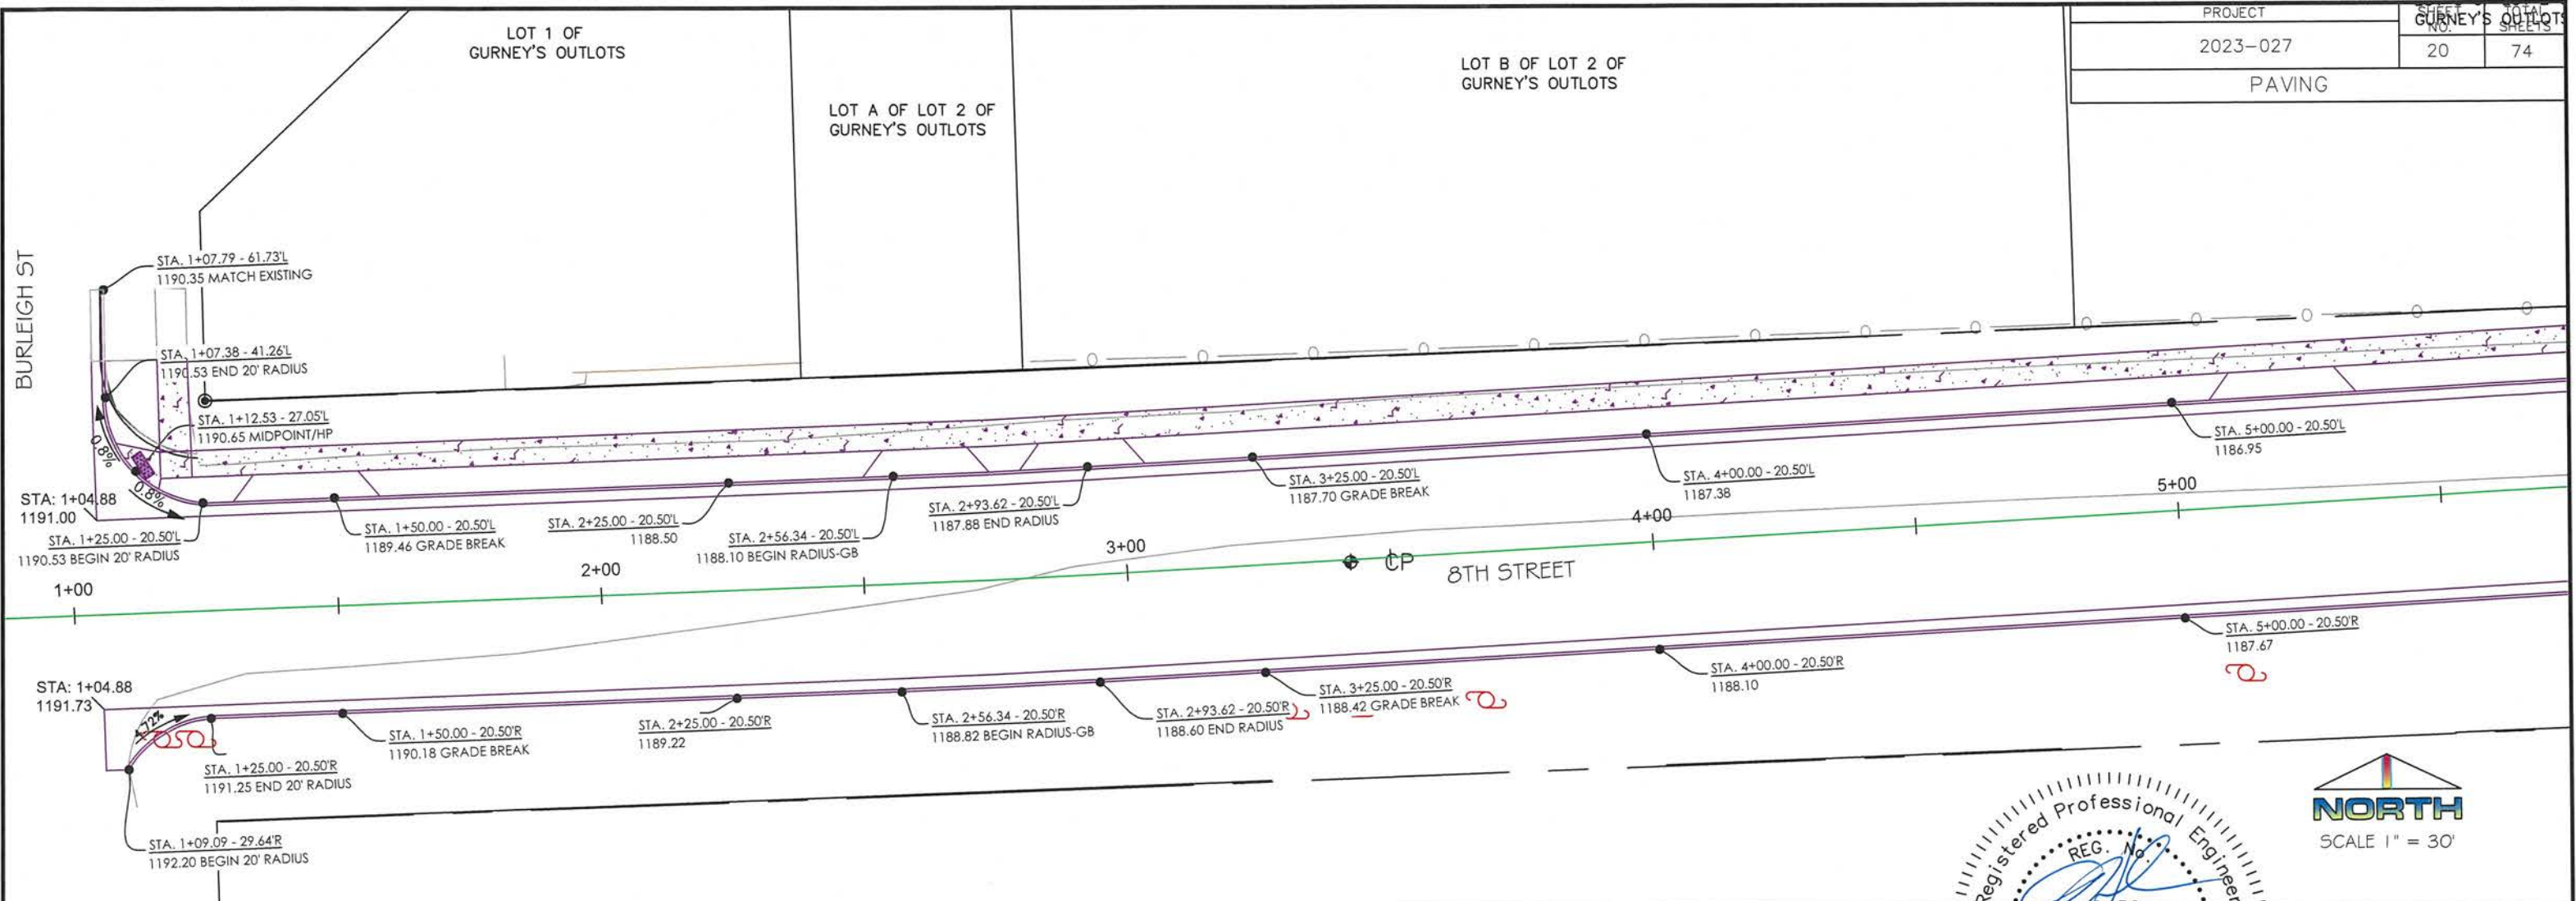 LOT 1 OF
GURNEY'S OUTLOTS
LOT A OF LOT 2 OF
GURNEY'S OUTLOTS
LOT B OF LOT 2 OF
GURNEY'S OUTLOTS
GURNEY'S OUTLOTS
PROJECT
SHEET NO.
TOTAL SHEETS
2023-027
20
74
PAVING
BURLEIGH ST
STA. 1+07.79 - 61.73'L
1190.35 MATCH EXISTING
STA. 1+07.38 - 41.26'L
1190.53 END 20' RADIUS
STA. 1+12.53 - 27.05'L
1190.65 MIDPOINT/HP
0.8%
0.8%
STA: 1+04.88
1191.00
STA. 1+25.00 - 20.50'L
1190.53 BEGIN 20' RADIUS
STA. 1+50.00 - 20.50'L
1189.46 GRADE BREAK
STA. 2+25.00 - 20.50'L
1188.50
STA. 2+56.34 - 20.50'L
1188.10 BEGIN RADIUS-GB
STA. 2+93.62 - 20.50'L
1187.88 END RADIUS
STA. 3+25.00 - 20.50'L
1187.70 GRADE BREAK
STA. 4+00.00 - 20.50'L
1187.38
STA. 5+00.00 - 20.50'L
1186.95
1+00
2+00
3+00
4+00
5+00
CP
8TH STREET
STA: 1+04.88
1191.73
STA. 1+25.00 - 20.50'R
1191.25 END 20' RADIUS
STA. 1+09.09 - 29.64'R
1192.20 BEGIN 20' RADIUS
STA. 1+50.00 - 20.50'R
1190.18 GRADE BREAK
STA. 2+25.00 - 20.50'R
1189.22
STA. 2+56.34 - 20.50'R
1188.82 BEGIN RADIUS-GB
STA. 2+93.62 - 20.50'R
1188.60 END RADIUS
STA. 3+25.00 - 20.50'R
1188.42 GRADE BREAK
STA. 4+00.00 - 20.50'R
1188.10
STA. 5+00.00 - 20.50'R
1187.67
Registered Professional Engineer
REG. No.
NORTH
SCALE 1" = 30'